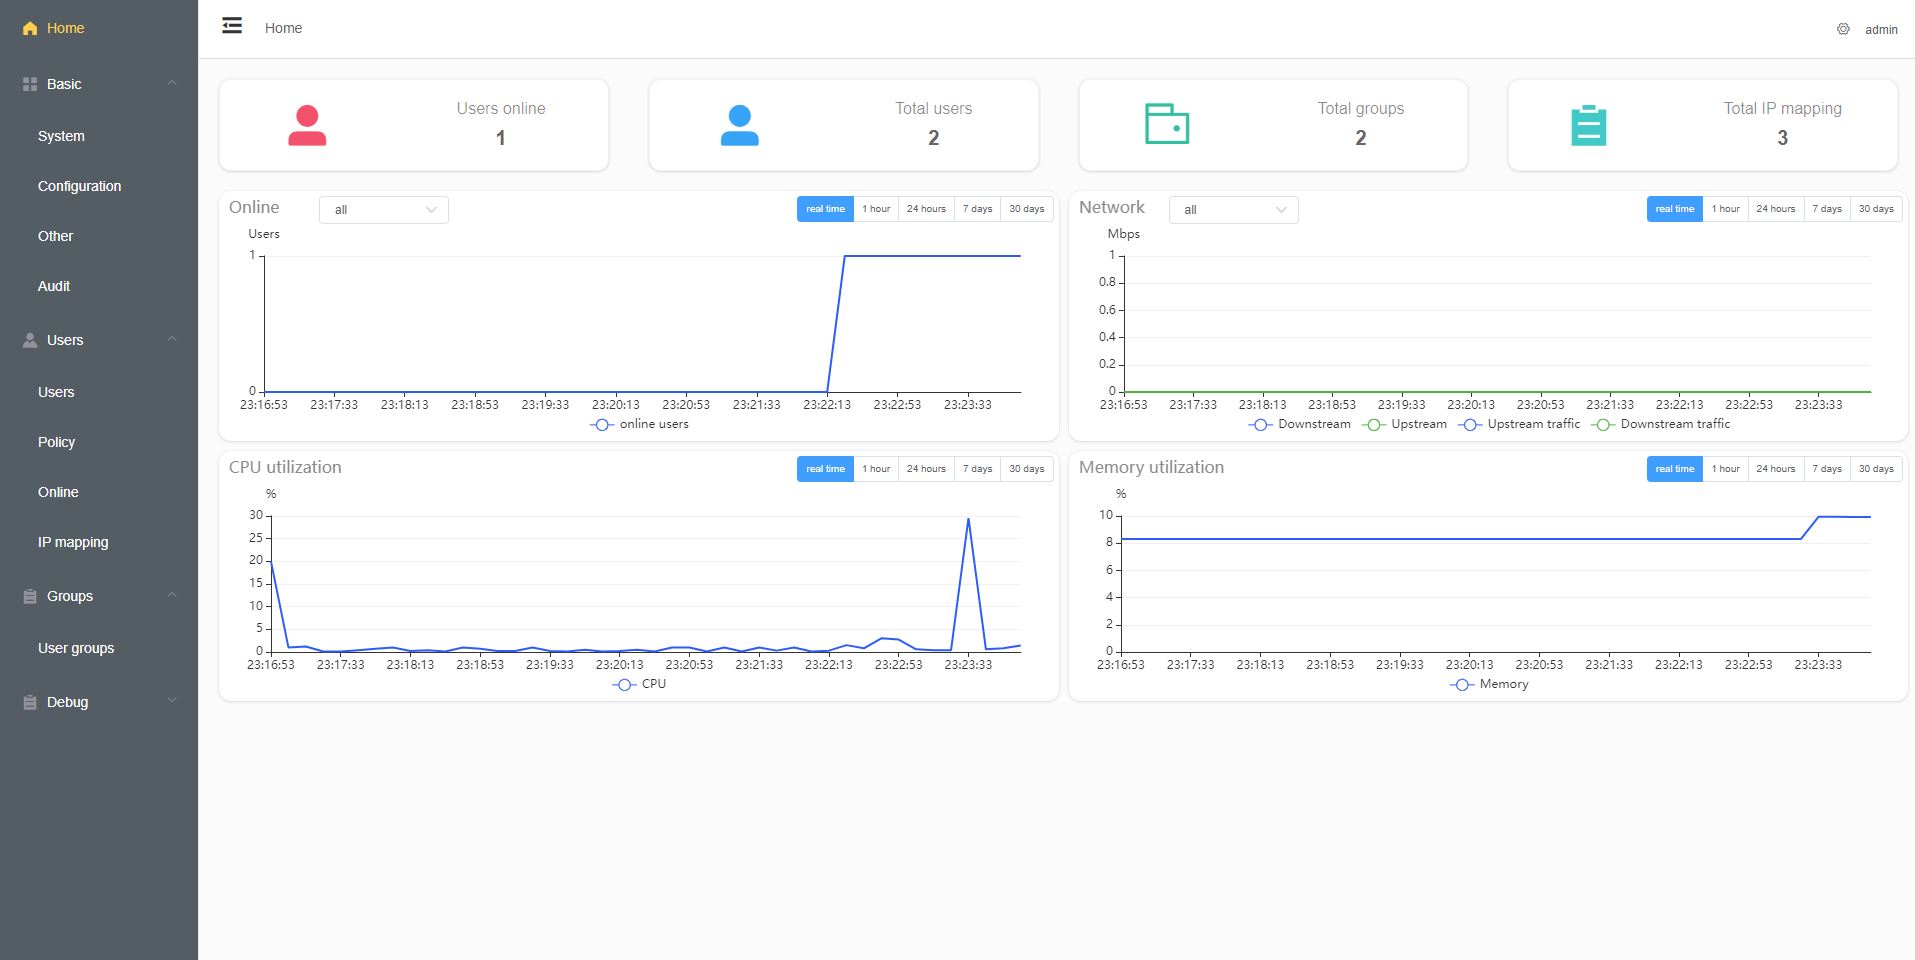 Home
Basic
System
Configuration
Other
Audit
Users
Users
Policy
Online
IP mapping
Groups
User groups
Debug
Home
admin
Users online
1
Total users
2
Total groups
2
Total IP mapping
3
Online all real time 1 hour 24 hours 7 days 30 days
Users
1
0
23:16:53 23:17:33 23:18:13 23:18:53 23:19:33 23:20:13 23:20:53 23:21:33 23:22:13 23:22:53 23:23:33
online users
Network all real time 1 hour 24 hours 7 days 30 days
Mbps
1
0.8
0.6
0.4
0.2
0
23:16:53 23:17:33 23:18:13 23:18:53 23:19:33 23:20:13 23:20:53 23:21:33 23:22:13 23:22:53 23:23:33
Downstream Upstream Upstream traffic Downstream traffic
CPU utilization real time 1 hour 24 hours 7 days 30 days
%
30
25
20
15
10
5
0
23:16:53 23:17:33 23:18:13 23:18:53 23:19:33 23:20:13 23:20:53 23:21:33 23:22:13 23:22:53 23:23:33
CPU
Memory utilization real time 1 hour 24 hours 7 days 30 days
%
10
8
6
4
2
0
23:16:53 23:17:33 23:18:13 23:18:53 23:19:33 23:20:13 23:20:53 23:21:33 23:22:13 23:22:53 23:23:33
Memory